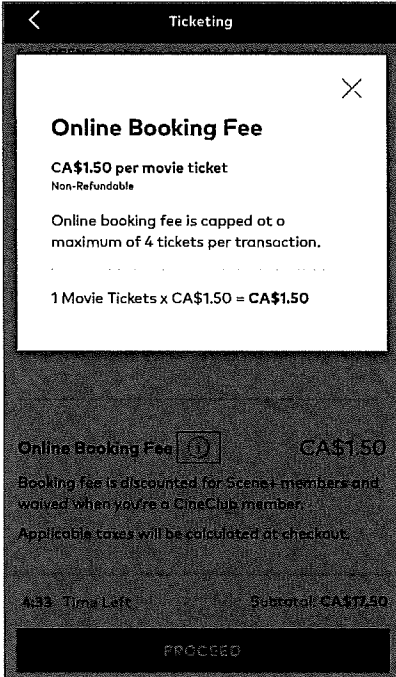 Ticketing
Online Booking Fee
CA$1.50 per movie ticket
Non-Refundable
Online booking fee is capped at a
maximum of 4 tickets per transaction.
1 Movie Tickets x CA$1.50 = CA$1.50
Online Booking Fee CA$1.50
Booking fee is discounted for Scene+ members and
waived when you're a CineClub member.
Applicable taxes will be calculated at checkout.
4:33 Time Left Subtotal: CA$17.50
PROCEED